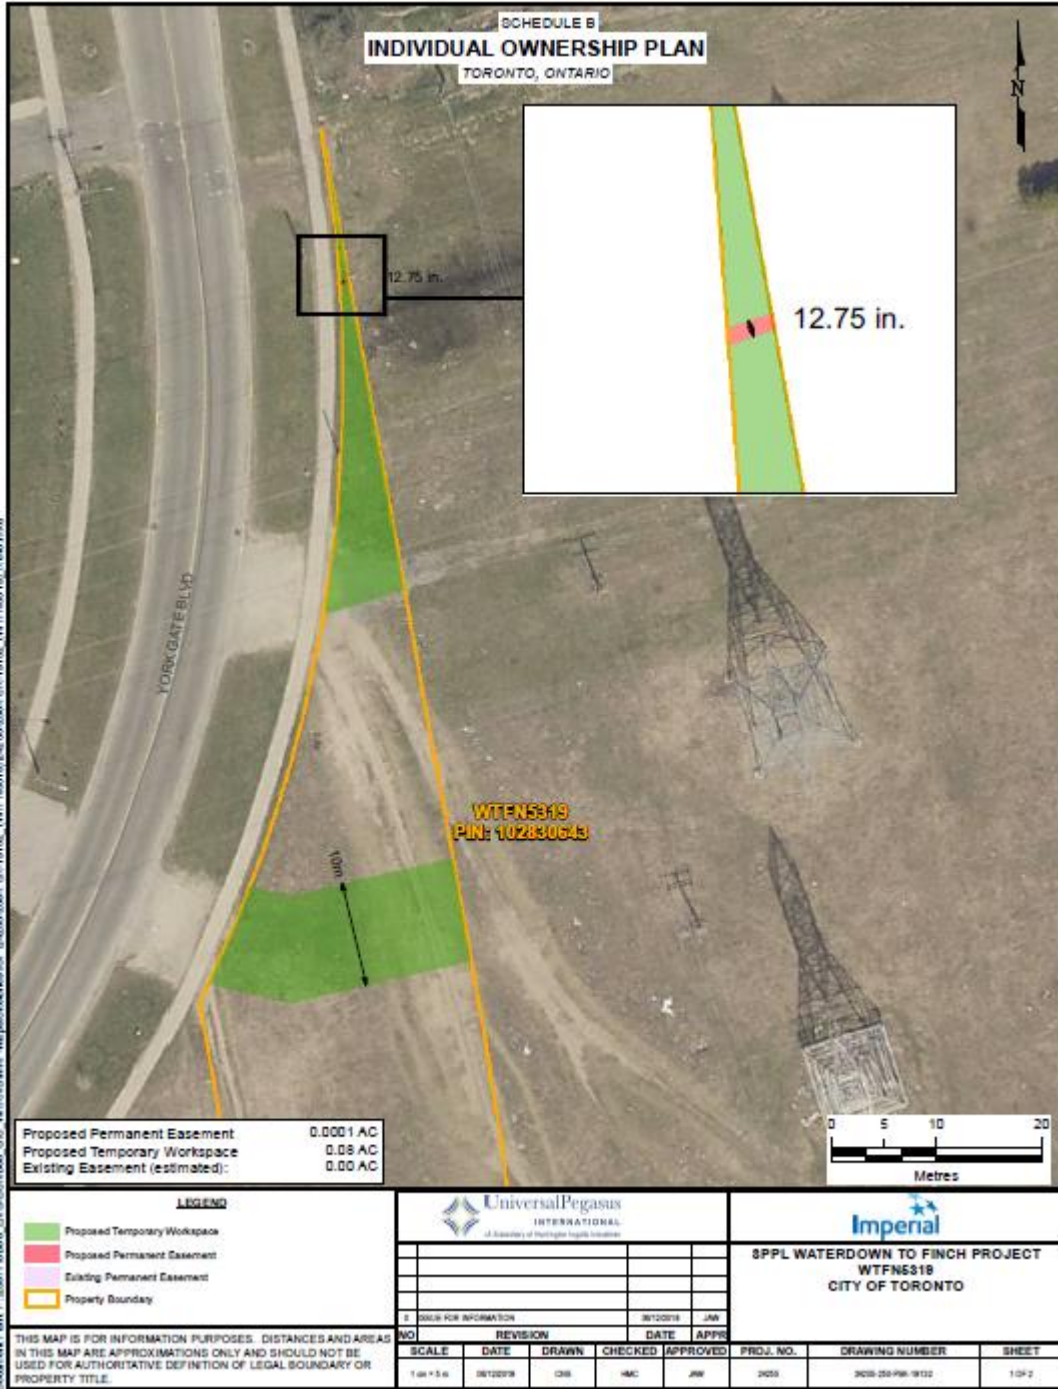 SCHEDULE B
INDIVIDUAL OWNERSHIP PLAN
TORONTO, ONTARIO
N
12.75 in.
12.75 in.
YORK GATE BLVD
WTFN5319
PIN: 102830643
10m
Proposed Permanent Easement 0.0001 AC
Proposed Temporary Workspace 0.08 AC
Existing Easement (estimated): 0.00 AC
0 5 10 20
Metres
LEGEND
Proposed Temporary Workspace
Proposed Permanent Easement
Existing Permanent Easement
Property Boundary
THIS MAP IS FOR INFORMATION PURPOSES. DISTANCES AND AREAS
IN THIS MAP ARE APPROXIMATIONS ONLY AND SHOULD NOT BE
USED FOR AUTHORITATIVE DEFINITION OF LEGAL BOUNDARY OR
PROPERTY TITLE.
UniversalPegasus
INTERNATIONAL
ISSUE FOR INFORMATION JAW
NO REVISION DATE APPR
SCALE DATE DRAWN CHECKED APPROVED
HMC JAW
Imperial
SPPL WATERDOWN TO FINCH PROJECT
WTFN5319
CITY OF TORONTO
PROJ. NO. DRAWING NUMBER SHEET
1 OF 2